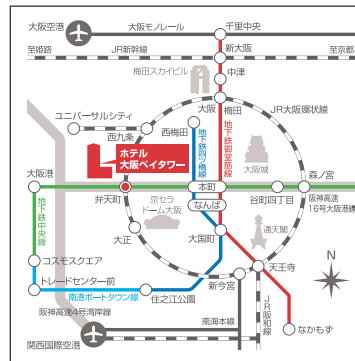 大阪空港
大阪モノレール
千里中央
至姫路
JR新幹線
新大阪
至京都
梅田スカイビル
中津
大阪
梅田
JR大阪環状線
ユニバーサルシティ
西梅田
西九条
地下鉄四ツ橋線
地下鉄御堂筋線
ホテル
大阪ベイタワー
大阪城
大阪港
森ノ宮
弁天町
本町
谷町四丁目
阪神高速
16号大阪港線
京セラ
ドーム大阪
なんば
地下鉄中央線
大正
大国町
通天閣
コスモスクエア
天王寺
N
トレードセンター前
新今宮
南港ポートタウン線
住之江公園
JR阪和線
阪神高速4号湾岸線
南海本線
なかもず
関西国際空港